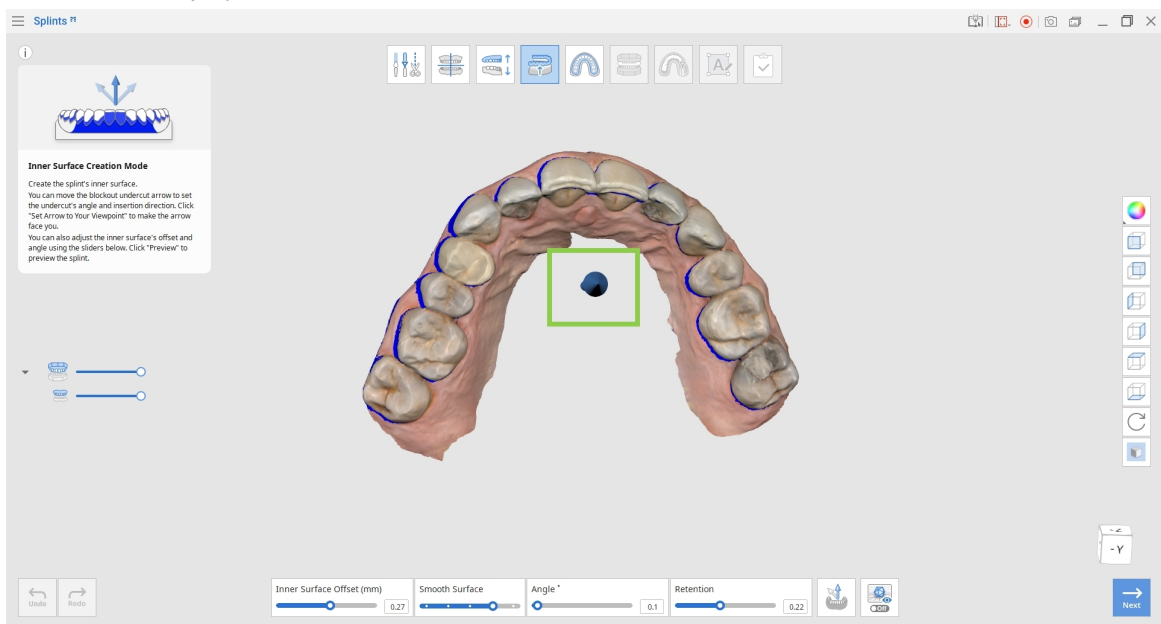 Splints
Inner Surface Creation Mode
Create the splint's inner surface.
You can move the blockout undercut arrow to set
the undercut's angle and insertion direction. Click
"Set Arrow to Your Viewpoint" to make the arrow
face you.
You can also adjust the inner surface's offset and
angle using the sliders below. Click "Preview" to
preview the splint.
- Y
Undo
Redo
Inner Surface Offset (mm)
0.27
Smooth Surface
Angle °
0.1
Retention
0.22
Off
Next